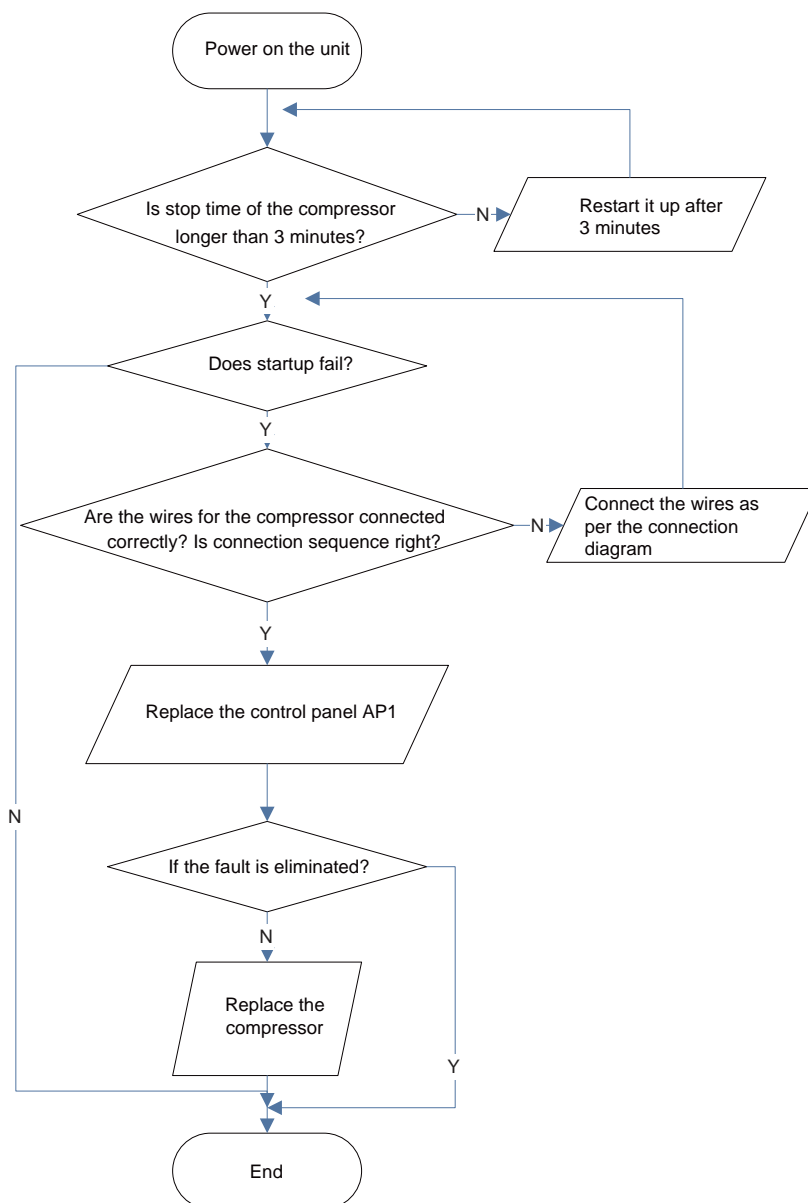 Power on the unit
Is stop time of the compressor
longer than 3 minutes?
N
Restart it up after
3 minutes
Y
Does startup fail?
Y
Are the wires for the compressor connected
correctly? Is connection sequence right?
N
Connect the wires as
per the connection
diagram
Y
Replace the control panel AP1
N
If the fault is eliminated?
N
Replace the
compressor
Y
End